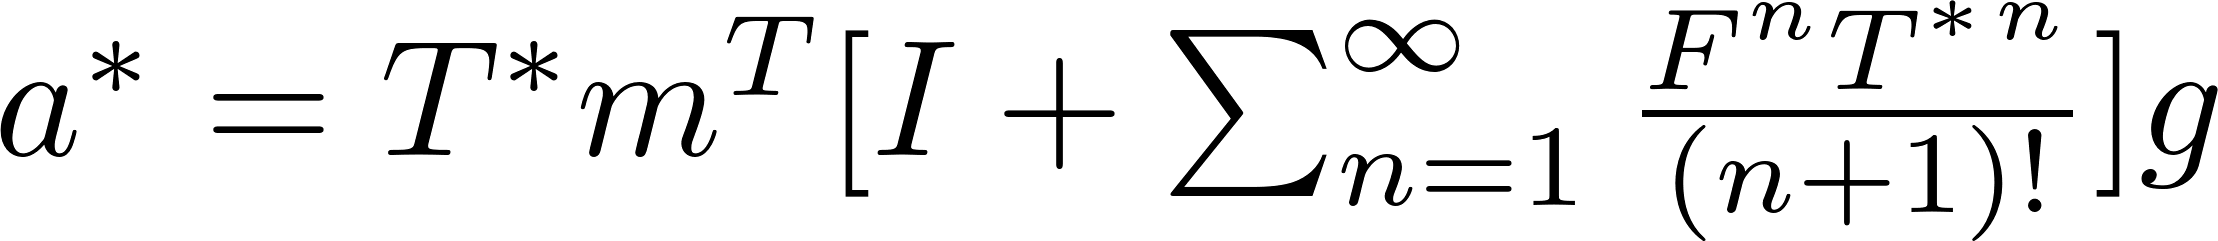 $a^* = T^* m^T [I + \sum_{n=1}^{\infty} \frac{F^n T^{*n}}{(n+1)!}] g$